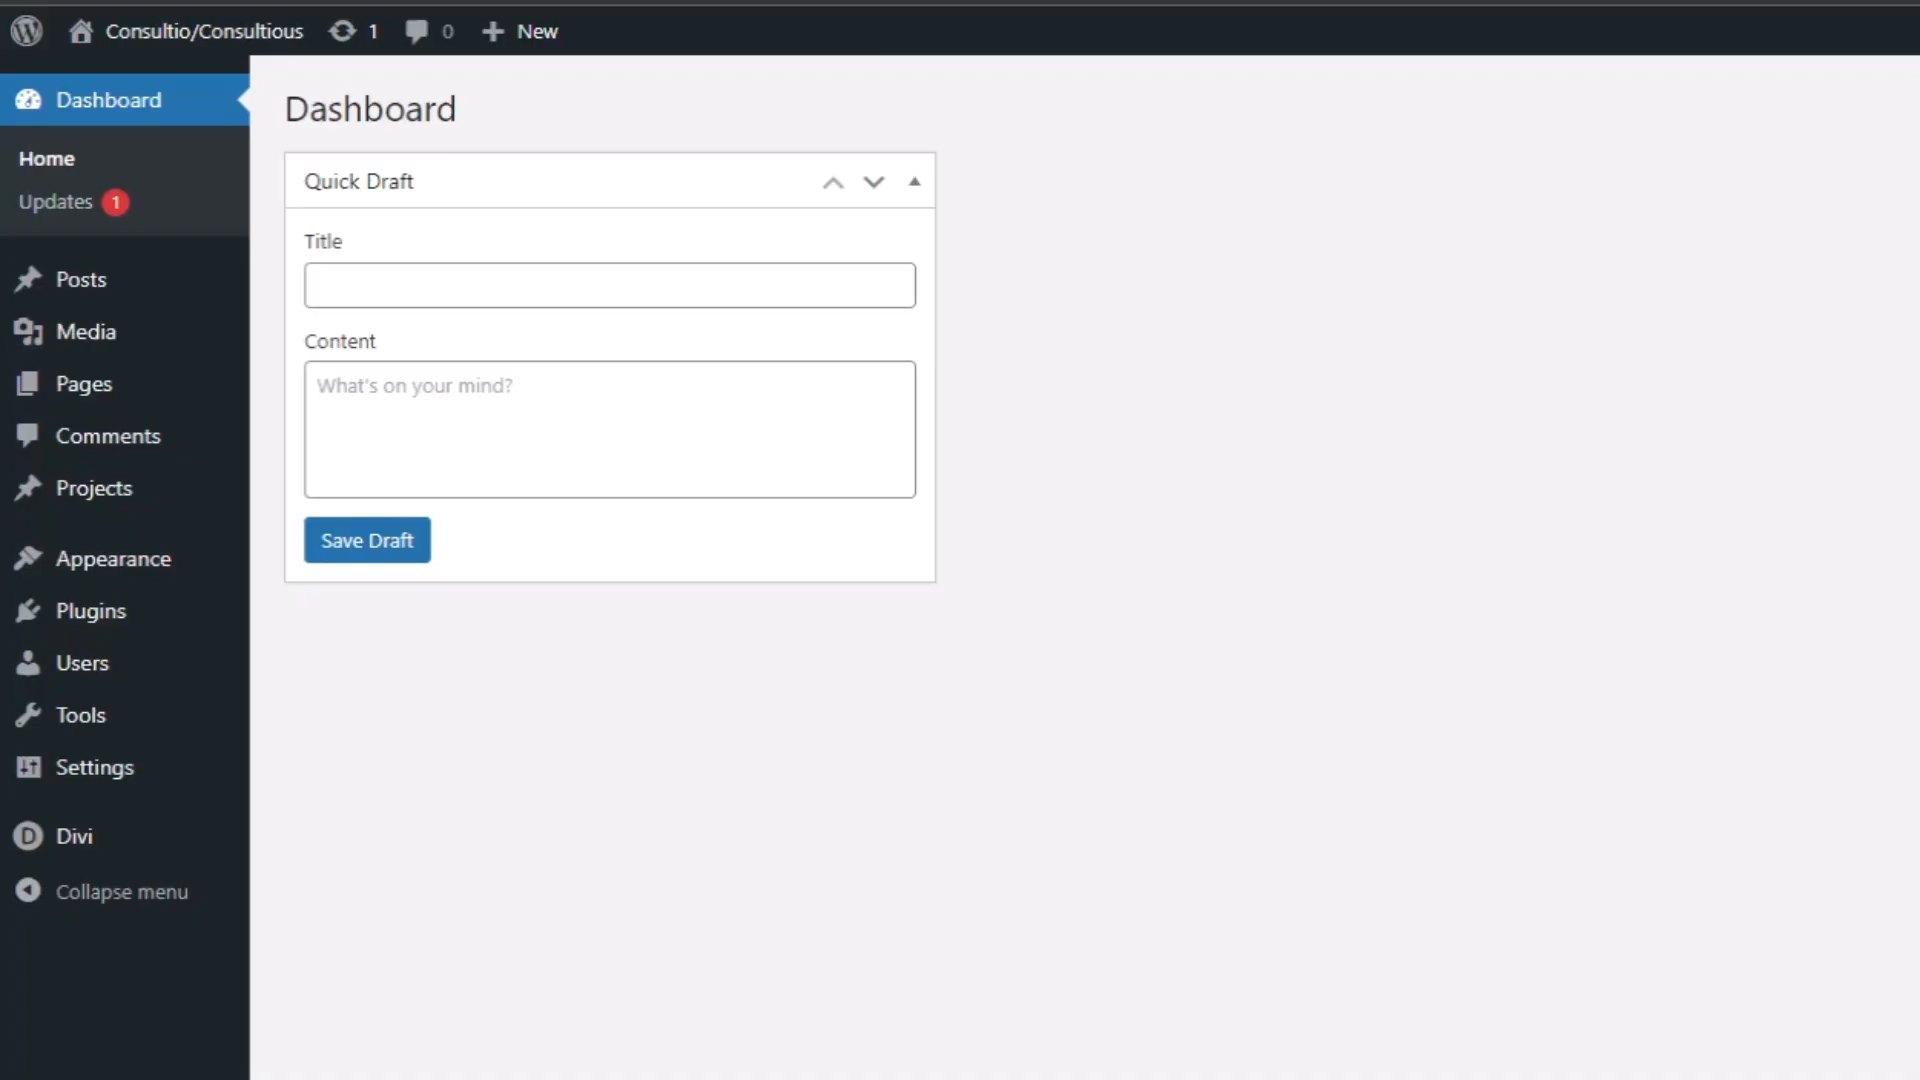 Consultio/Consultious 1 0 New
Dashboard
Home
Updates 1
Posts
Media
Pages
Comments
Projects
Appearance
Plugins
Users
Tools
Settings
D Divi
Collapse menu
Dashboard
Quick Draft
Title
Content
What's on your mind?
Save Draft